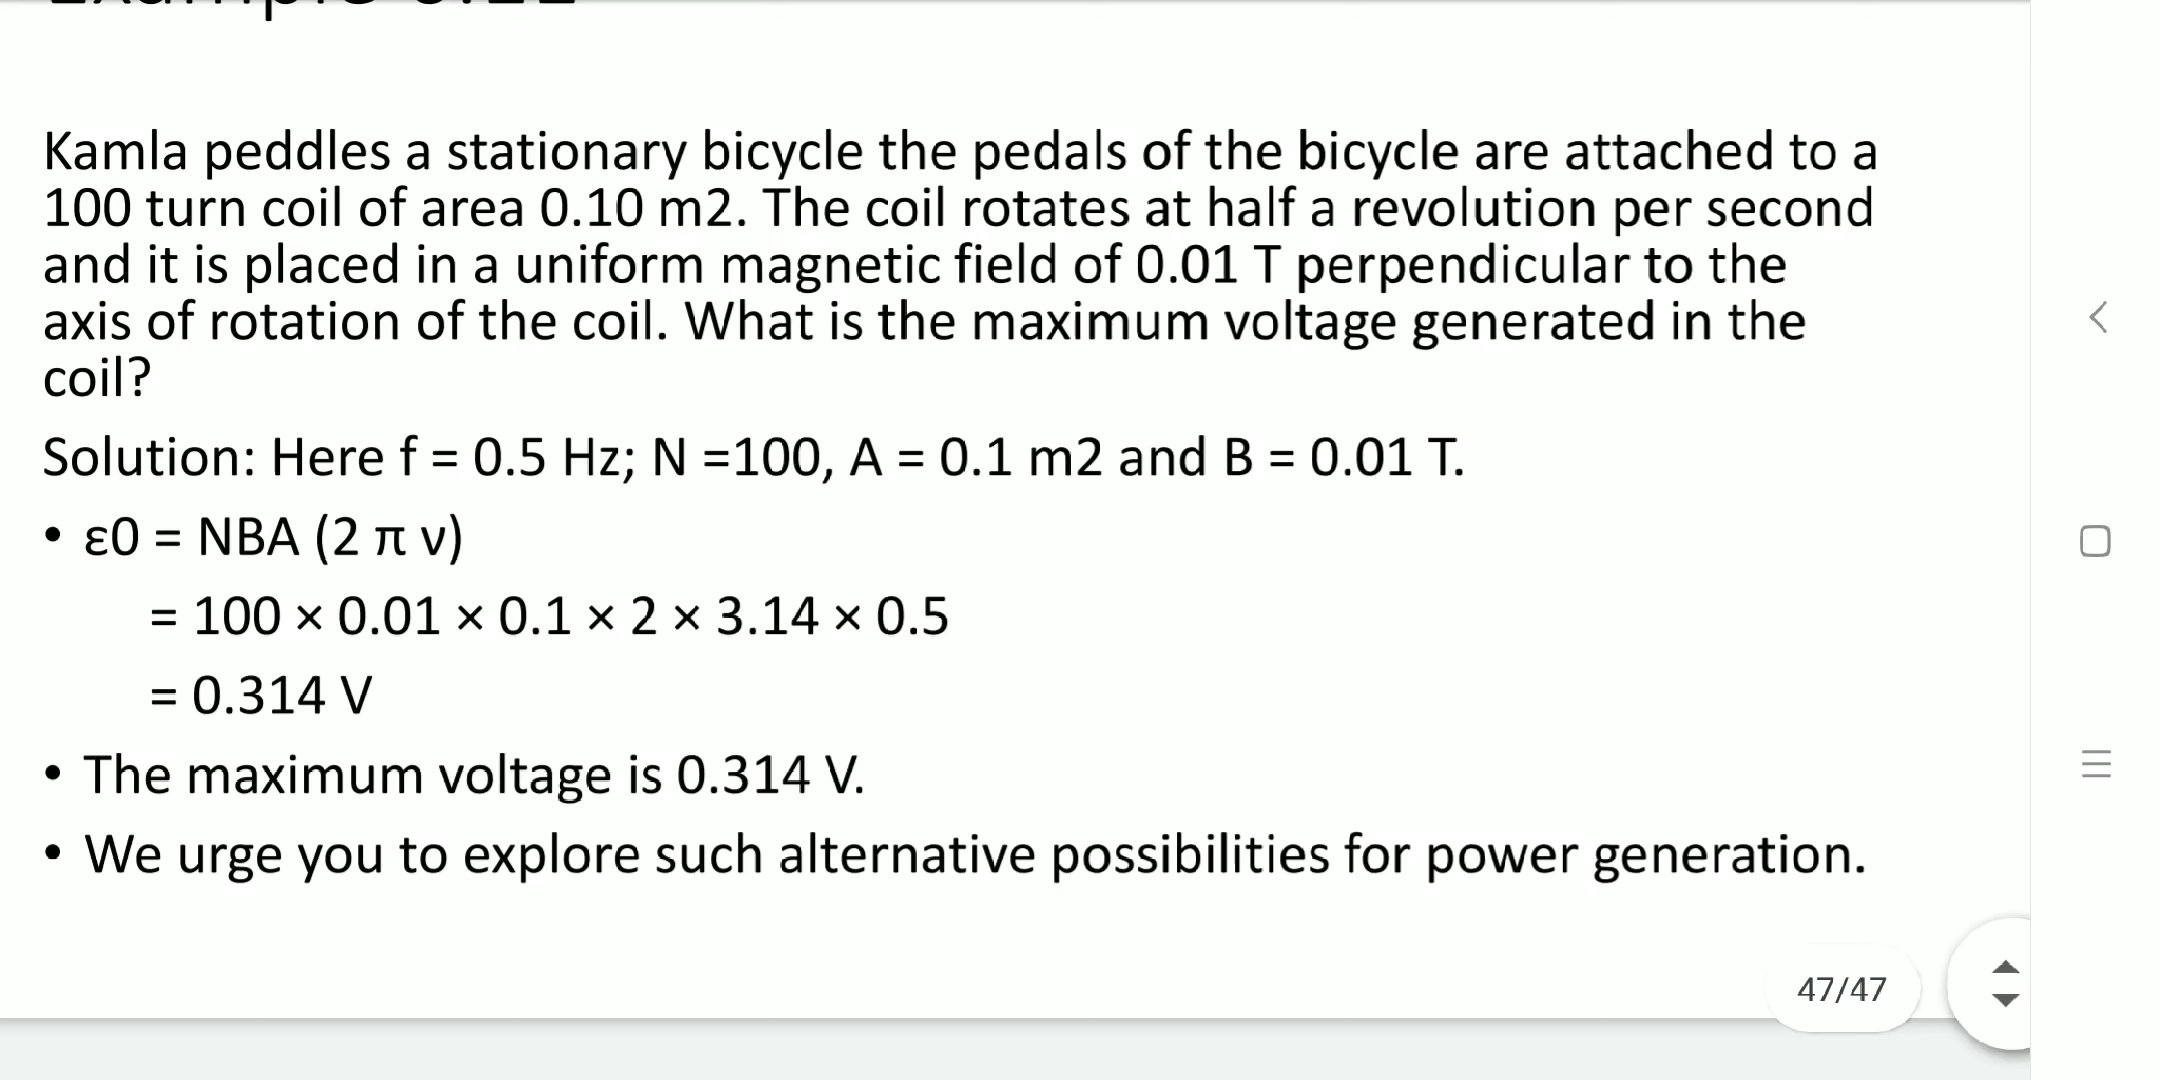 Kamla peddles a stationary bicycle the pedals of the bicycle are attached to a
100 turn coil of area 0.10 m2. The coil rotates at half a revolution per second
and it is placed in a uniform magnetic field of 0.01 T perpendicular to the
axis of rotation of the coil. What is the maximum voltage generated in the
coil?
Solution: Here f = 0.5 Hz; N =100, A = 0.1 m2 and B = 0.01 T.
• ε0 = NBA (2 π ν)
= 100 × 0.01 × 0.1 × 2 × 3.14 × 0.5
= 0.314 V
• The maximum voltage is 0.314 V.
• We urge you to explore such alternative possibilities for power generation.
47/47